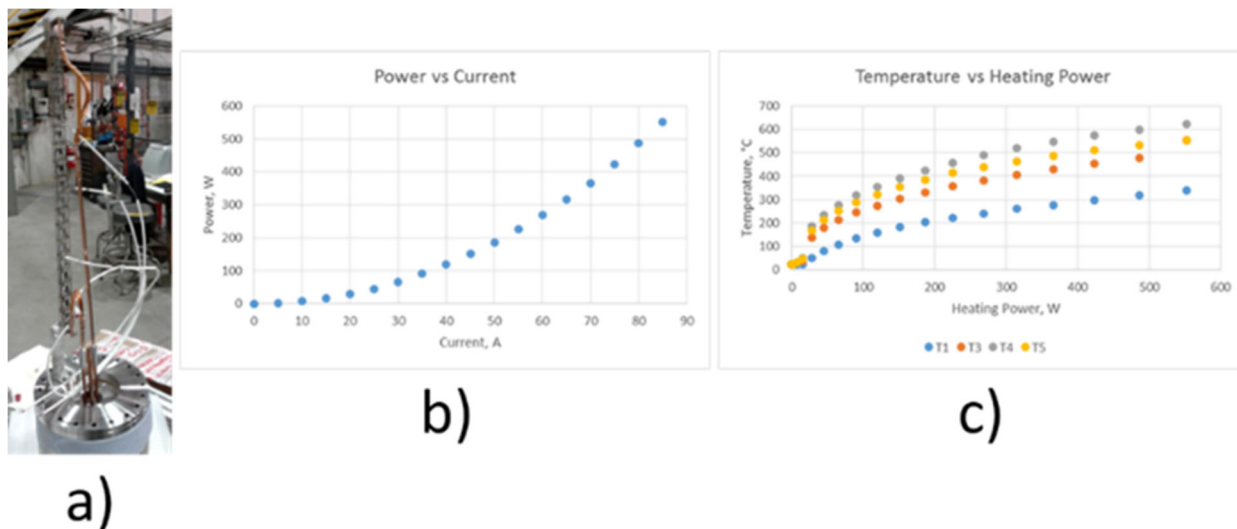 Power vs Current
Power, W
600
500
400
300
200
100
0
0 10 20 30 40 50 60 70 80 90
Current, A
Temperature vs Heating Power
Temperature, °C
700
600
500
400
300
200
100
0
0 100 200 300 400 500 600
Heating Power, W
T1 T3 T4 T5
a)
b)
c)